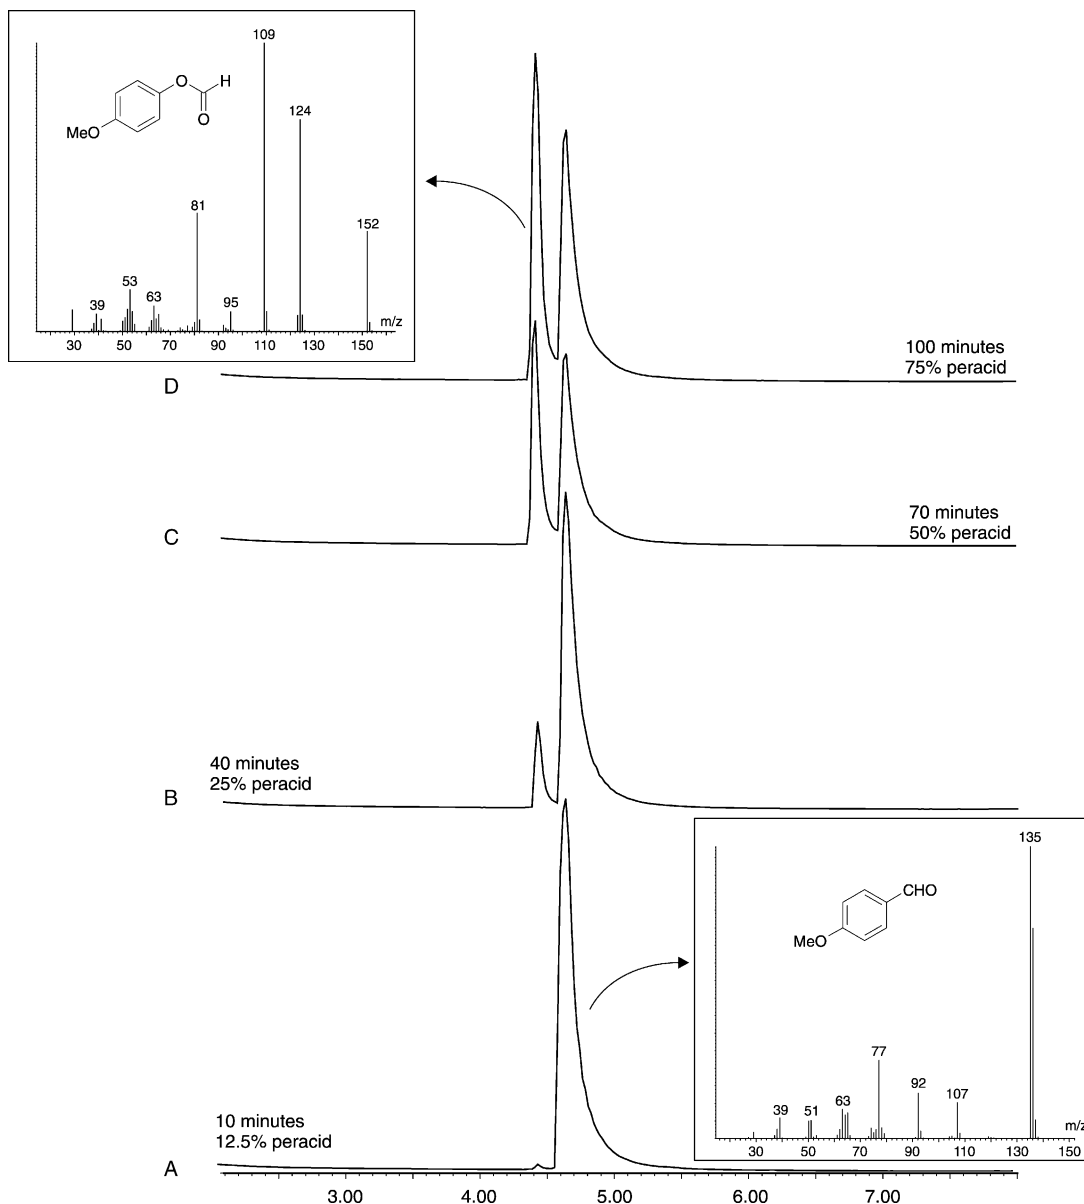 109
O
H
O
MeO
124
81
152
53
39
63
95
m/z
30 50 70 90 110 130 150
D
100 minutes
75% peracid
C
70 minutes
50% peracid
40 minutes
25% peracid
B
135
CHO
MeO
77
92
107
39
51
63
m/z
30 50 70 90 110 130 150
10 minutes
12.5% peracid
A
3.00 4.00 5.00 6.00 7.00